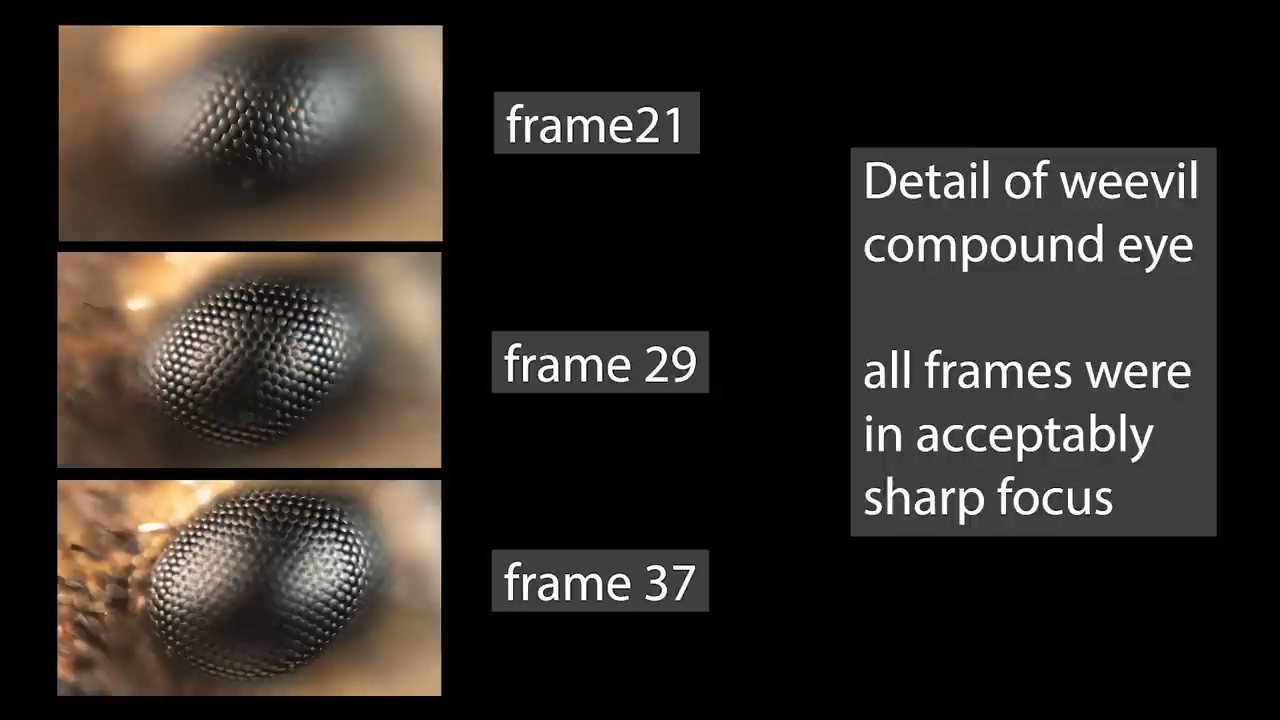 frame21
frame 29
frame 37
Detail of weevil
compound eye
all frames were
in acceptably
sharp focus